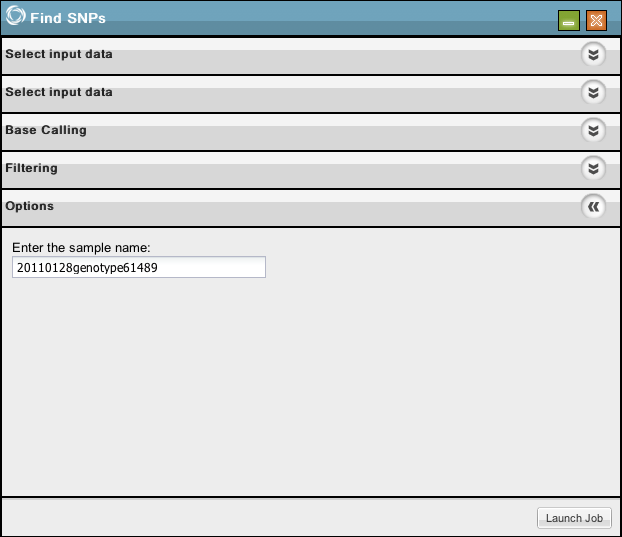 Find SNPs
Select input data
Select input data
Base Calling
Filtering
Options
Enter the sample name:
20110128genotype61489
Launch Job